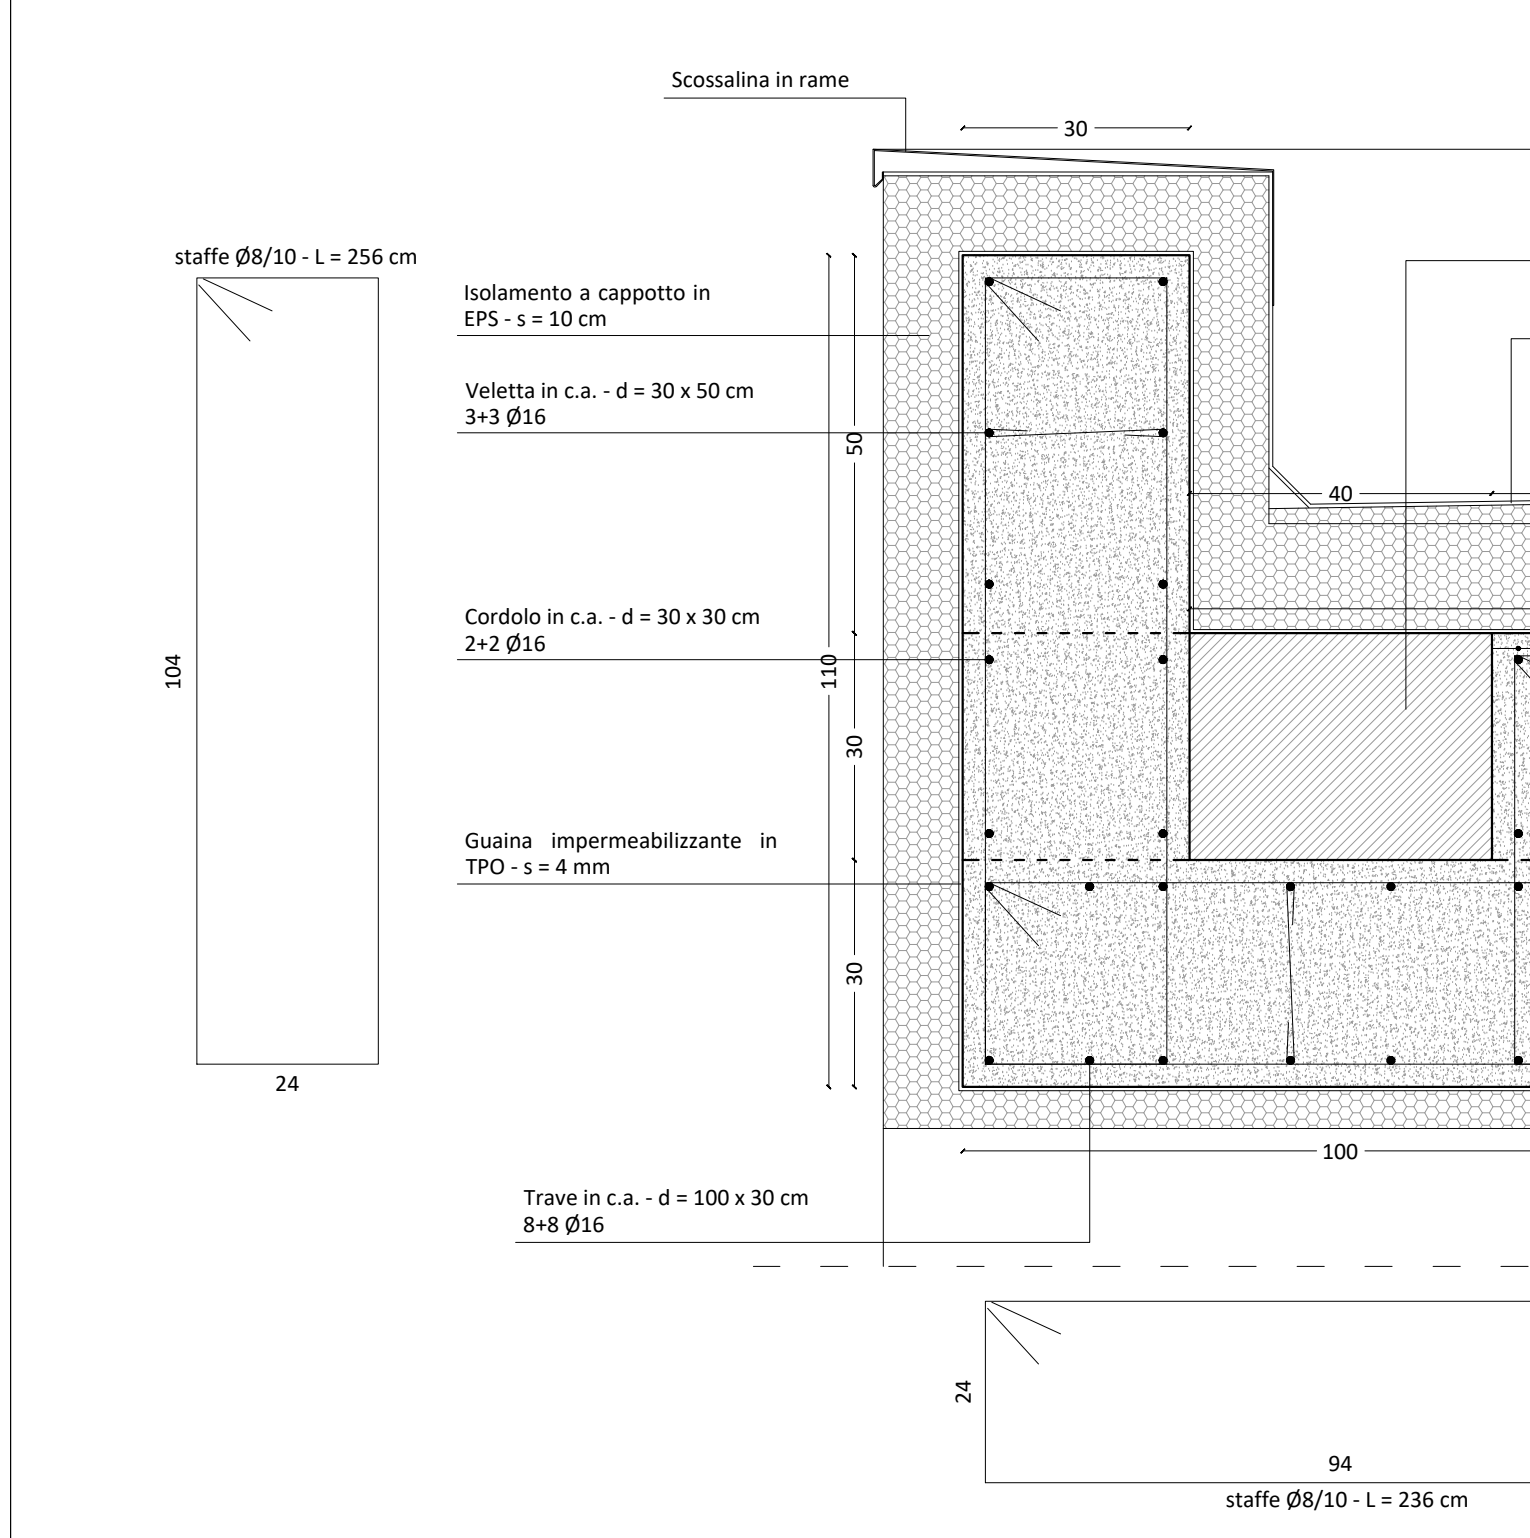 Scossalina in rame
30
staffe Ø8/10 - L = 256 cm
Isolamento a cappotto in
EPS - s = 10 cm
Veletta in c.a. - d = 30 x 50 cm
3+3 Ø16
50
40
Cordolo in c.a. - d = 30 x 30 cm
2+2 Ø16
104
110
30
Guaina impermeabilizzante in
TPO - s = 4 mm
30
24
100
Trave in c.a. - d = 100 x 30 cm
8+8 Ø16
24
94
staffe Ø8/10 - L = 236 cm